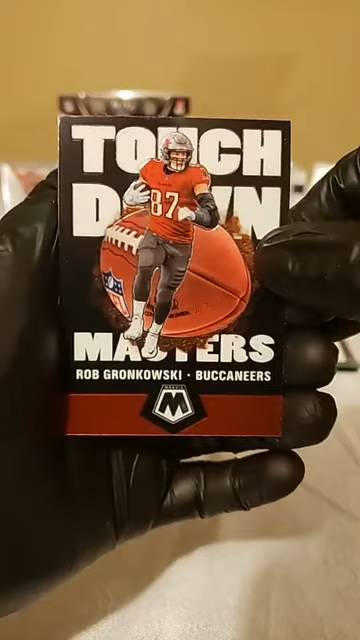 TOUCH
DOWN
87
MASTERS
ROB GRONKOWSKI · BUCCANEERS
MOSAIC